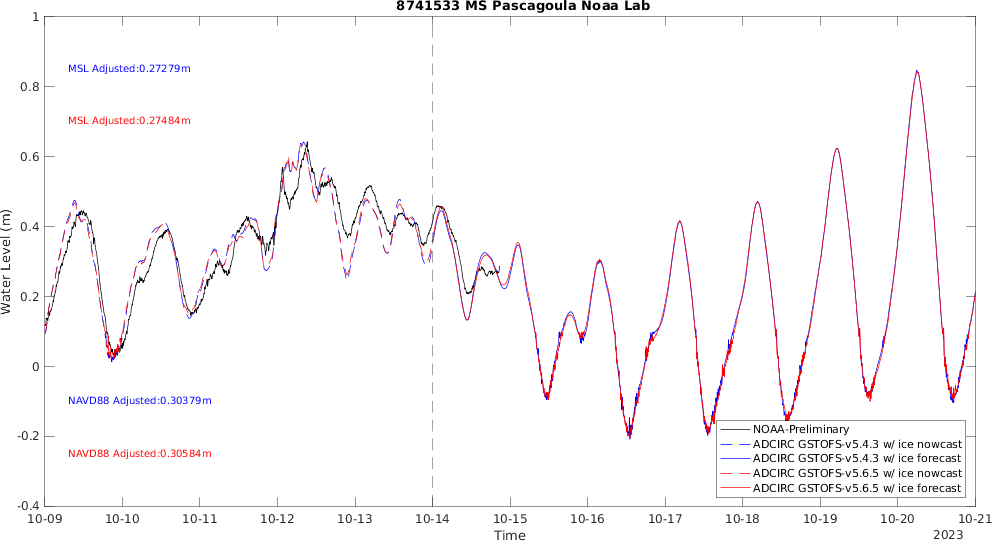 8741533 MS Pascagoula Noaa Lab
1
0.8
0.6
0.4
0.2
0
-0.2
-0.4
Water Level (m)
MSL Adjusted:0.27279m
MSL Adjusted:0.27484m
NAVD88 Adjusted:0.30379m
NAVD88 Adjusted:0.30584m
NOAA-Preliminary
ADCIRC GSTOFS-v5.4.3 w/ ice nowcast
ADCIRC GSTOFS-v5.4.3 w/ ice forecast
ADCIRC GSTOFS-v5.6.5 w/ ice nowcast
ADCIRC GSTOFS-v5.6.5 w/ ice forecast
10-09 10-10 10-11 10-12 10-13 10-14 10-15 10-16 10-17 10-18 10-19 10-20 10-21
Time
2023